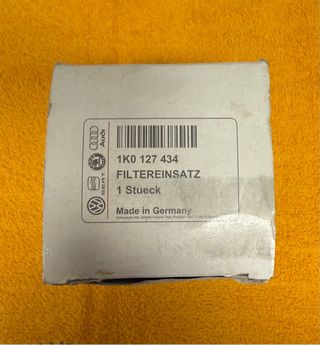 1K0 127 434
FILTEREINSATZ
1 Stueck
Made in Germany
Audi
SEAT